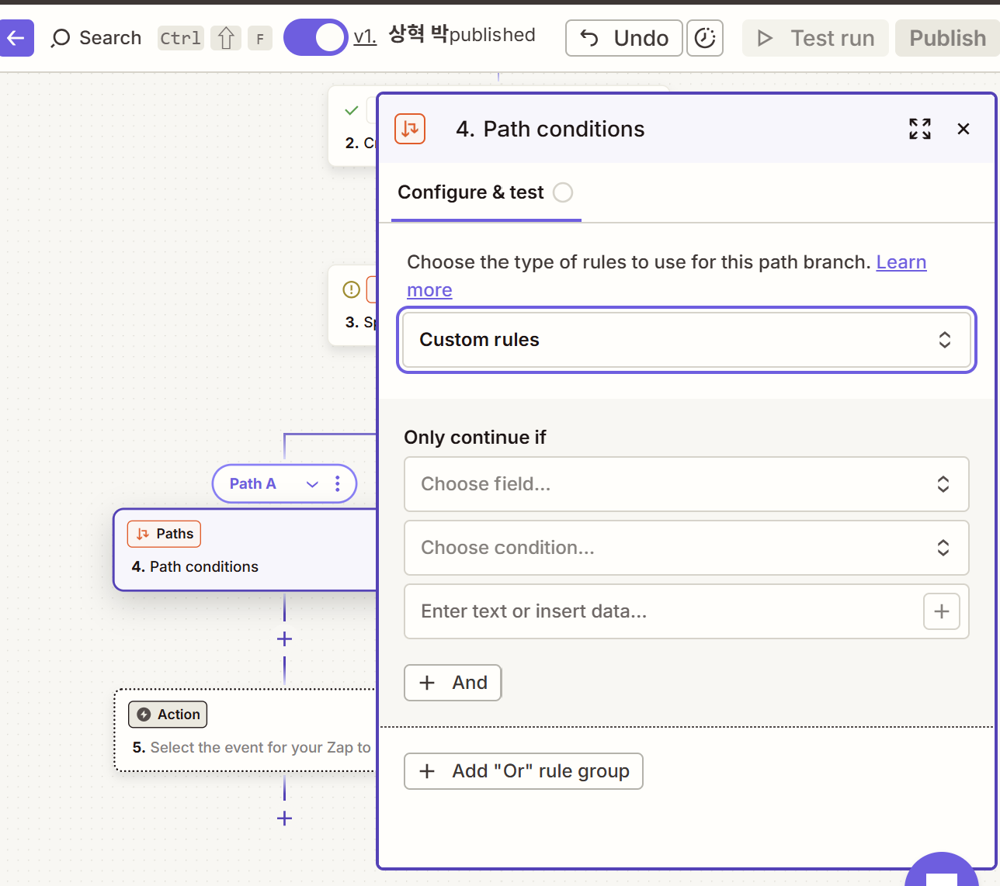 Search Ctrl F v1. 상혁 박published Undo Test run Publish
2. C
4. Path conditions
Configure & test
Choose the type of rules to use for this path branch. Learn
more
3. Sp
Custom rules
Only continue if
Path A
Choose field...
Paths
4. Path conditions
Choose condition...
Enter text or insert data...
And
Action
5. Select the event for your Zap to
Add "Or" rule group